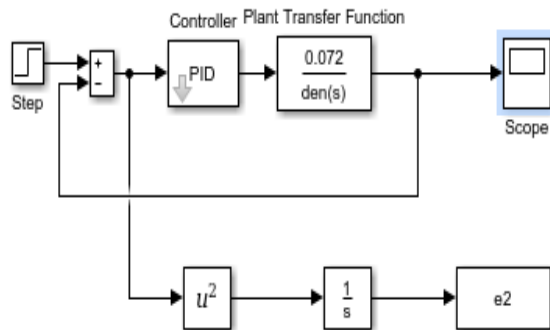 Controller Plant Transfer Function
+
−
PID
0.072
den(s)
Step
Scope
u²
1
s
e2